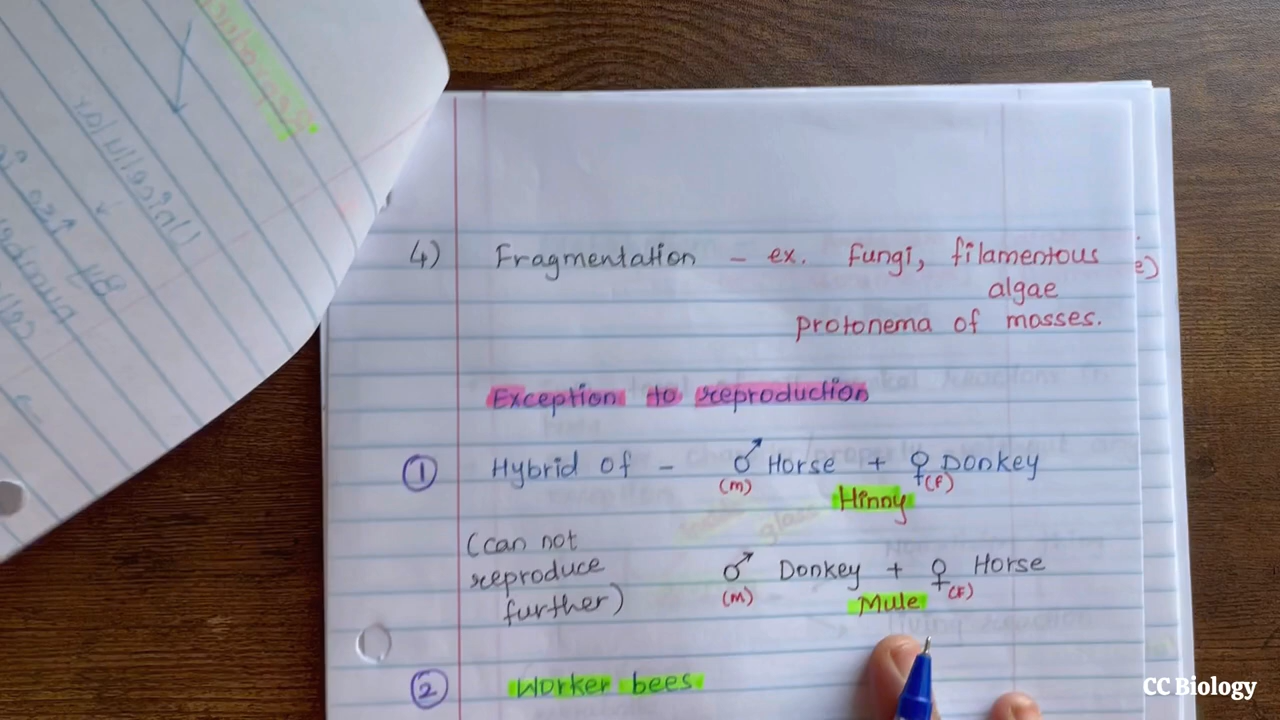 4) Fragmentation - ex. Fungi, filamentous
algae
protonema of mosses.
Exception to reproduction
① Hybrid of - ♂ Horse + ♀ Donkey
(m) (F)
Hinny
(can not
reproduce
further)
♂ Donkey + ♀ Horse
(m) (F)
Mule
② Worker bees
CC Biology